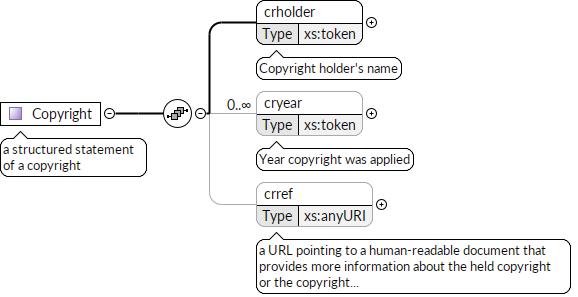 crholder
Type xs:token
Copyright holder's name
0..∞
cryear
Type xs:token
Copyright
a structured statement
of a copyright
Year copyright was applied
crref
Type xs:anyURI
a URL pointing to a human-readable document that
provides more information about the held copyright
or the copyright...